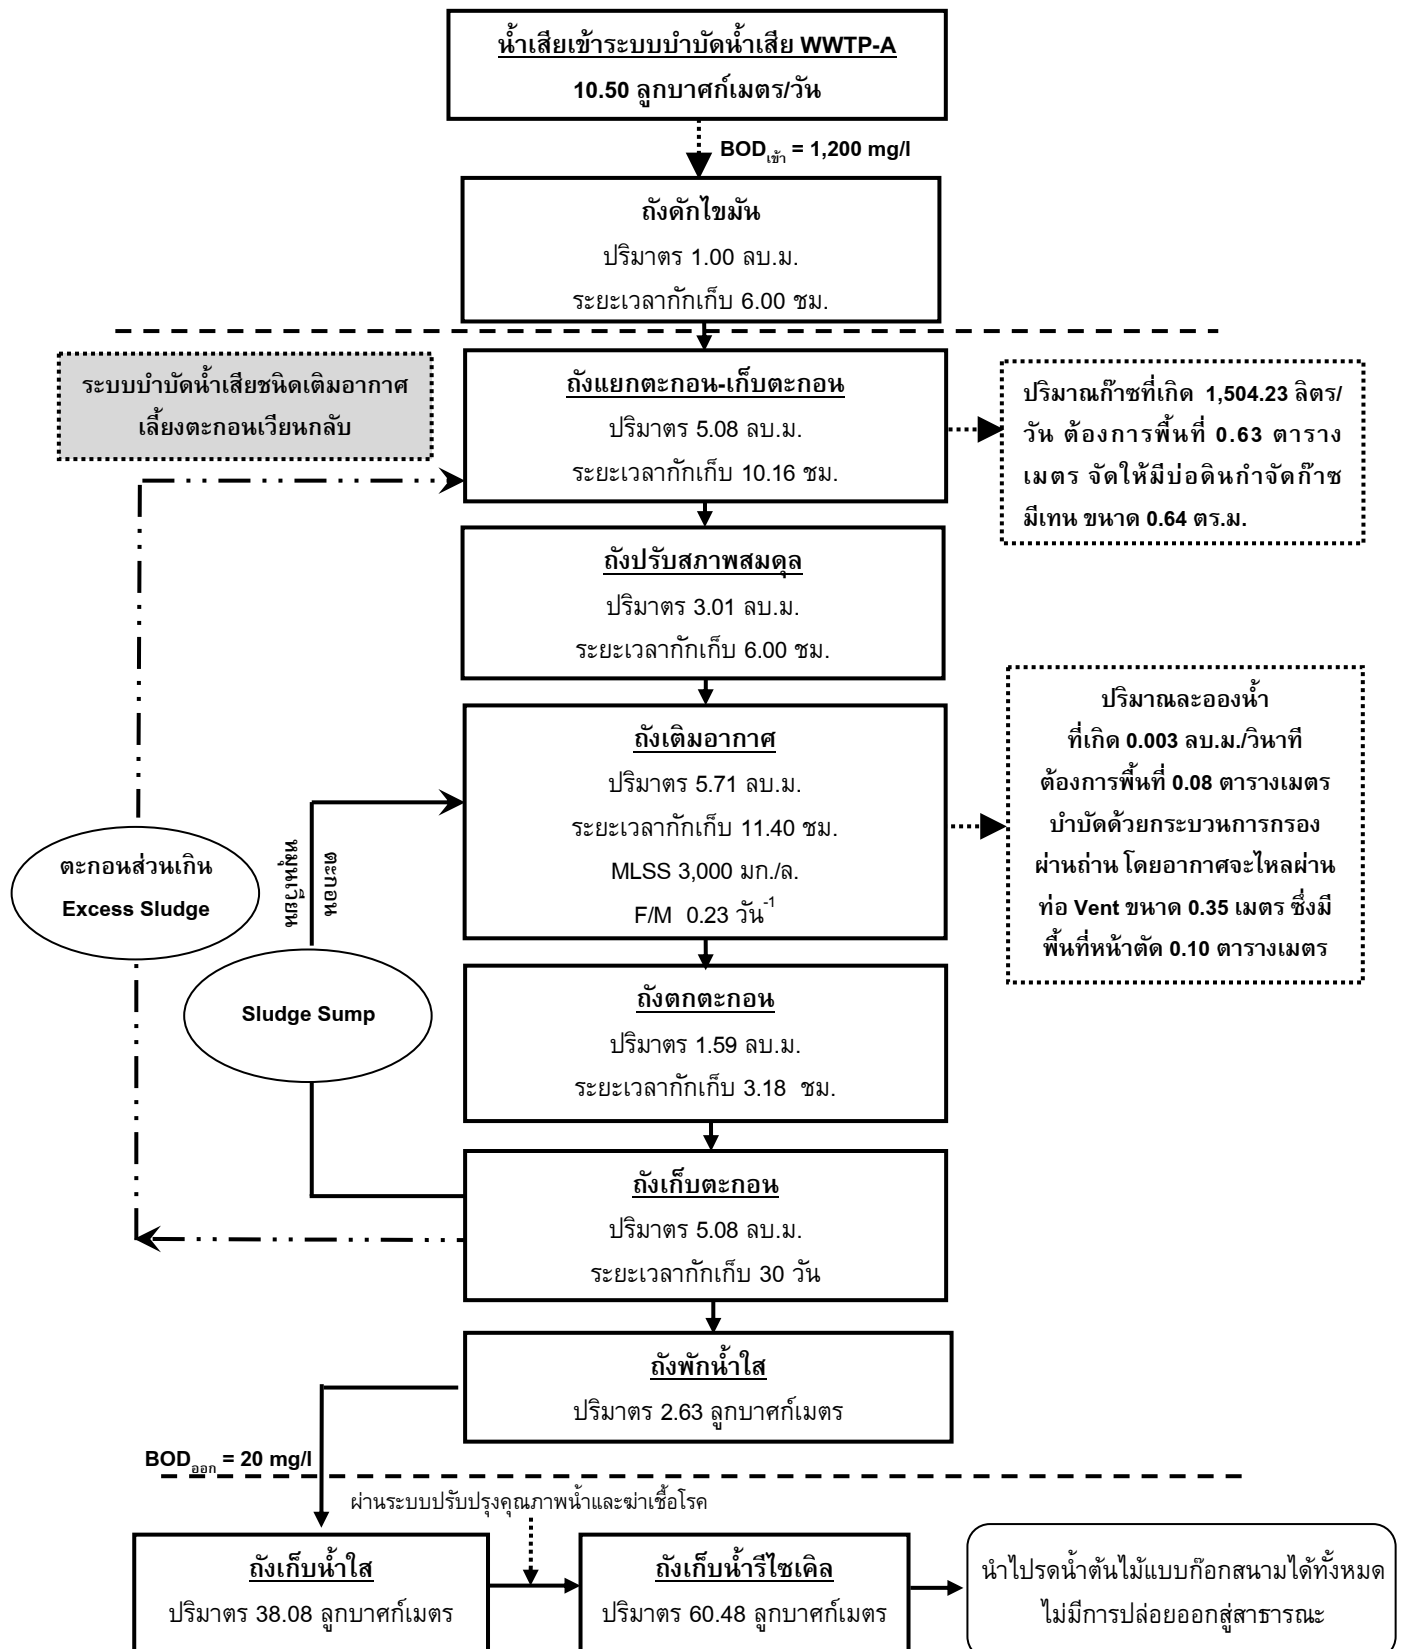 น้ำเสียเข้าระบบบำบัดน้ำเสีย WWTP-A
10.50 ลูกบาศก์เมตร/วัน
BODเข้า = 1,200 mg/l
ถังดักไขมัน
ปริมาตร 1.00 ลบ.ม.
ระยะเวลากักเก็บ 6.00 ชม.
ระบบบำบัดน้ำเสียชนิดเติมอากาศ
เลี้ยงตะกอนเวียนกลับ
ถังแยกตะกอน-เก็บตะกอน
ปริมาตร 5.08 ลบ.ม.
ระยะเวลากักเก็บ 10.16 ชม.
ปริมาณก๊าซที่เกิด 1,504.23 ลิตร/
วัน ต้องการพื้นที่ 0.63 ตาราง
เมตร จัดให้มีบ่อดินกำจัดก๊าซ
มีเทน ขนาด 0.64 ตร.ม.
ถังปรับสภาพสมดุล
ปริมาตร 3.01 ลบ.ม.
ระยะเวลากักเก็บ 6.00 ชม.
ถังเติมอากาศ
ปริมาตร 5.71 ลบ.ม.
ระยะเวลากักเก็บ 11.40 ชม.
MLSS 3,000 มก./ล.
F/M 0.23 วัน-1
ปริมาณละอองน้ำ
ที่เกิด 0.003 ลบ.ม./วินาที
ต้องการพื้นที่ 0.08 ตารางเมตร
บำบัดด้วยกระบวนการกรอง
ผ่านถ่าน โดยอากาศจะไหลผ่าน
ท่อ Vent ขนาด 0.35 เมตร ซึ่งมี
พื้นที่หน้าตัด 0.10 ตารางเมตร
ตะกอน
หมุนเวียน
ตะกอนส่วนเกิน
Excess Sludge
Sludge Sump
ถังตกตะกอน
ปริมาตร 1.59 ลบ.ม.
ระยะเวลากักเก็บ 3.18 ชม.
ถังเก็บตะกอน
ปริมาตร 5.08 ลบ.ม.
ระยะเวลากักเก็บ 30 วัน
ถังพักน้ำใส
ปริมาตร 2.63 ลูกบาศก์เมตร
BODออก = 20 mg/l
ผ่านระบบปรับปรุงคุณภาพน้ำและฆ่าเชื้อโรค
ถังเก็บน้ำใส
ปริมาตร 38.08 ลูกบาศก์เมตร
ถังเก็บน้ำรีไซเคิล
ปริมาตร 60.48 ลูกบาศก์เมตร
นำไปรดน้ำต้นไม้แบบก๊อกสนามได้ทั้งหมด
ไม่มีการปล่อยออกสู่สาธารณะ